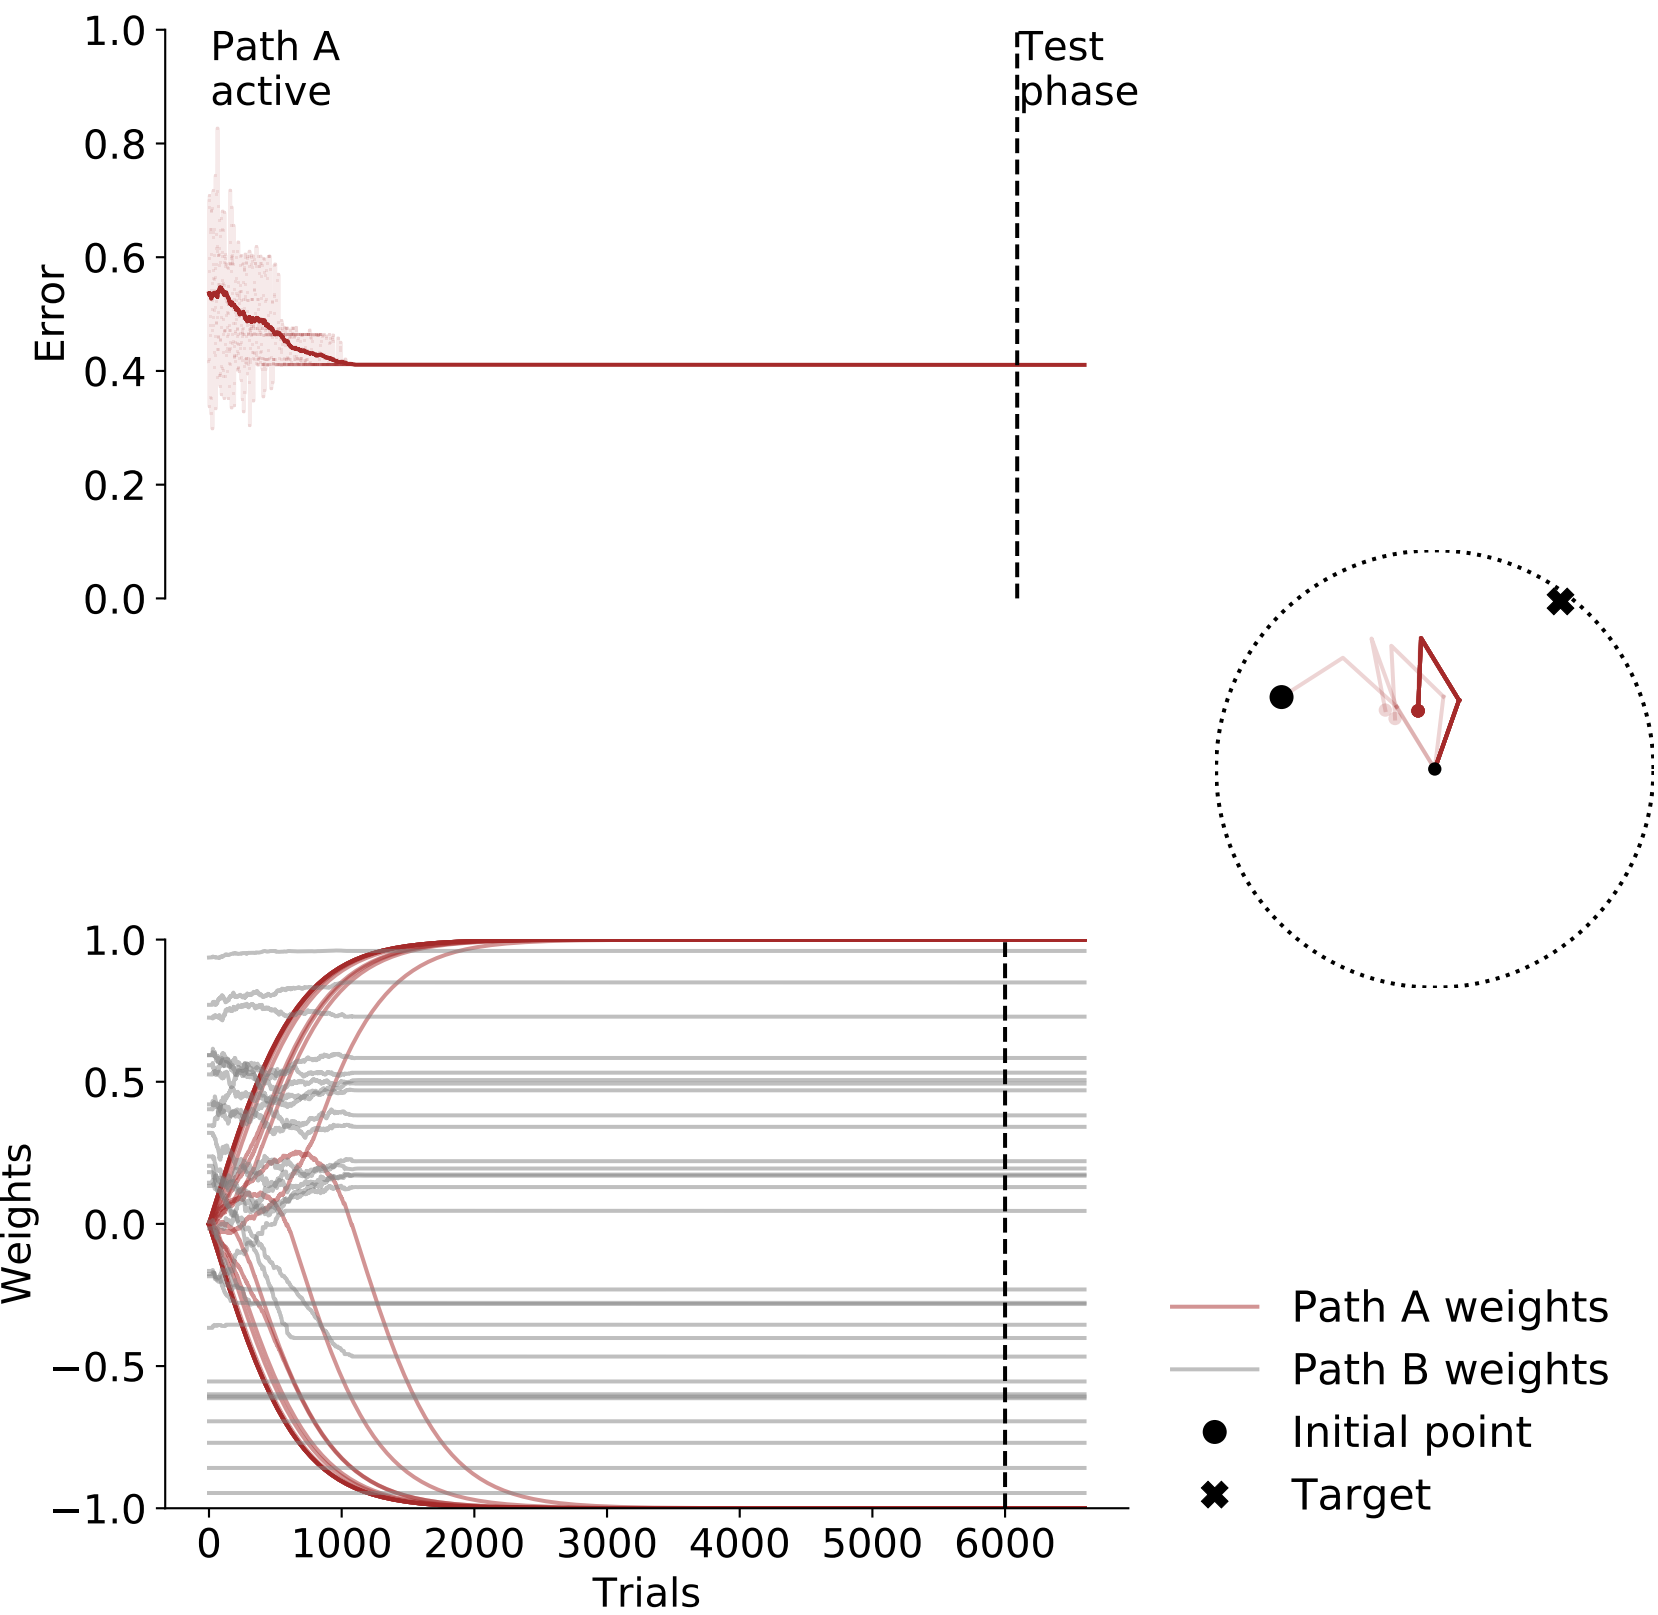 Path A
active
Test
phase
1.0
0.8
0.6
0.4
0.2
0.0
Error
1.0
0.5
0.0
−0.5
−1.0
Weights
0 1000 2000 3000 4000 5000 6000
Trials
Path A weights
Path B weights
Initial point
Target